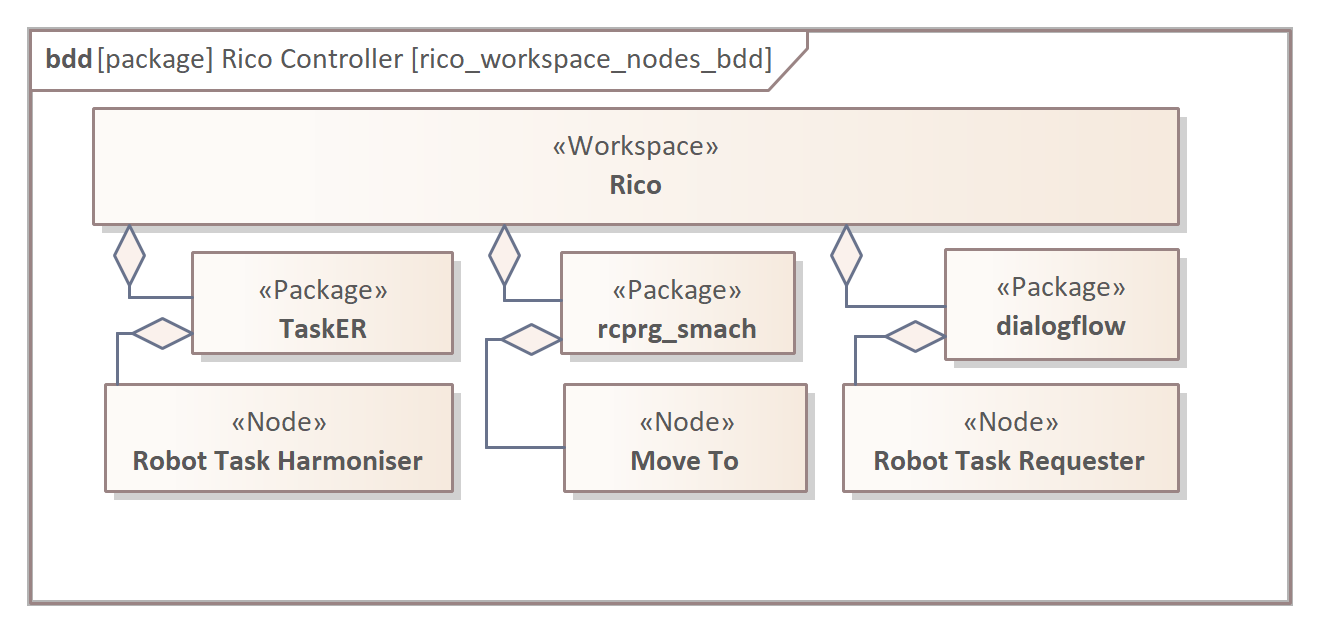 bdd [package] Rico Controller [rico_workspace_nodes_bdd]
«Workspace»
Rico
«Package»
TaskER
«Package»
rcprg_smach
«Package»
dialogflow
«Node»
Robot Task Harmoniser
«Node»
Move To
«Node»
Robot Task Requester